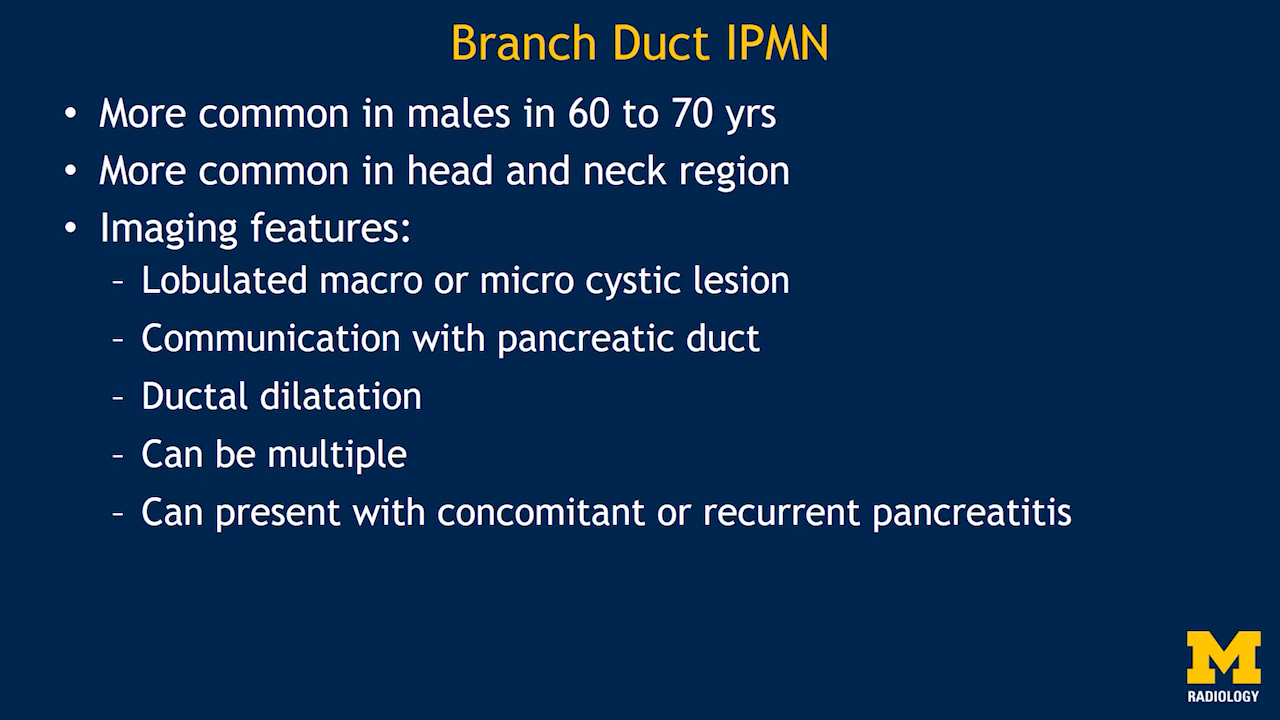 Branch Duct IPMN
• More common in males in 60 to 70 yrs
• More common in head and neck region
• Imaging features:
– Lobulated macro or micro cystic lesion
– Communication with pancreatic duct
– Ductal dilatation
– Can be multiple
– Can present with concomitant or recurrent pancreatitis
M
RADIOLOGY